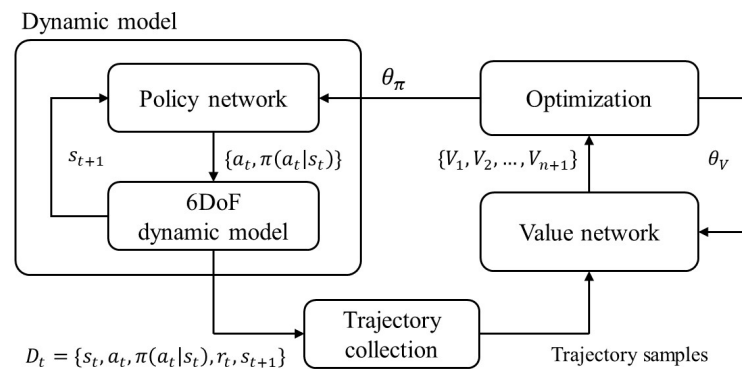 Dynamic model
Policy network
θ_π
Optimization
s_{t+1}
{a_t, π(a_t|s_t)}
{V_1, V_2, …, V_{n+1}}
θ_V
6DoF
dynamic model
Value network
Trajectory
collection
D_t = {s_t, a_t, π(a_t|s_t), r_t, s_{t+1}}
Trajectory samples